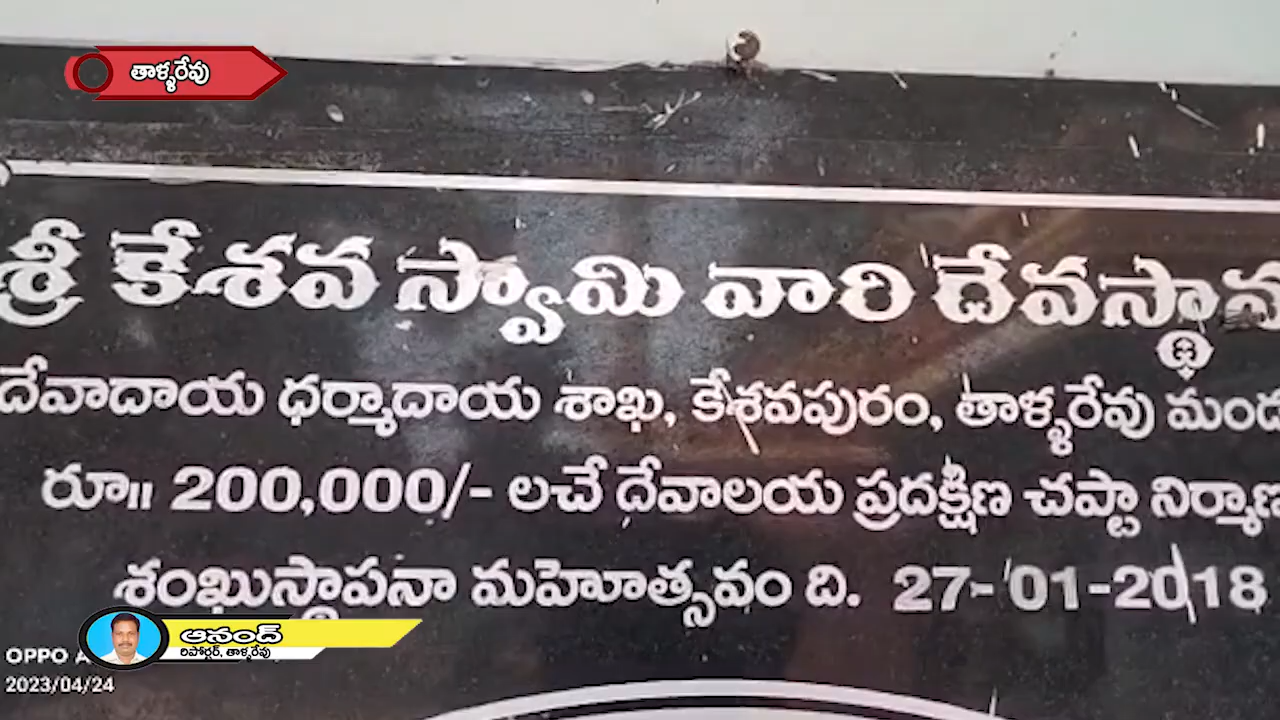 తాళ్ళరేవు
శ్రీ కేశవ స్వామి వారి దేవస్థాన
దేవాదాయ ధర్మాదాయ శాఖ, కేశవపురం, తాళ్ళరేవు మండ
రూ॥ 200,000/- లచే దేవాలయ ప్రదక్షిణ చప్టా నిర్మాణ
శంఖుస్థాపనా మహెూత్సవం ది. 27-01-2018
ఆనంద్
రిపోర్టర్, తాళ్ళరేవు
OPPO A
2023/04/24